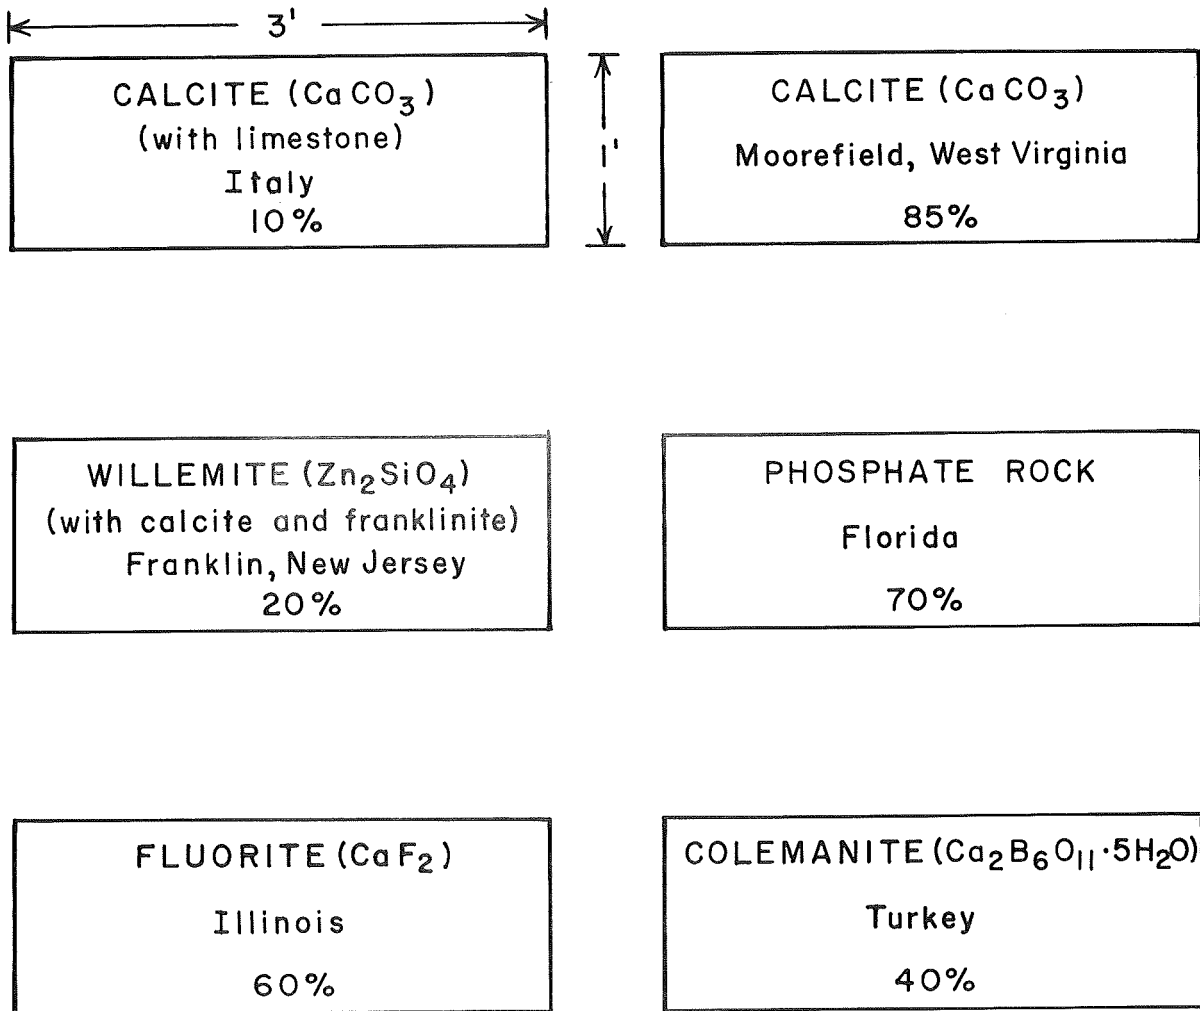 3'
CALCITE (CaCO₃)
(with limestone)
Italy
10%
1'
CALCITE (CaCO₃)
Moorefield, West Virginia
85%
WILLEMITE (Zn₂SiO₄)
(with calcite and franklinite)
Franklin, New Jersey
20%
PHOSPHATE ROCK
Florida
70%
FLUORITE (CaF₂)
Illinois
60%
COLEMANITE (Ca₂B₆O₁₁·5H₂O)
Turkey
40%